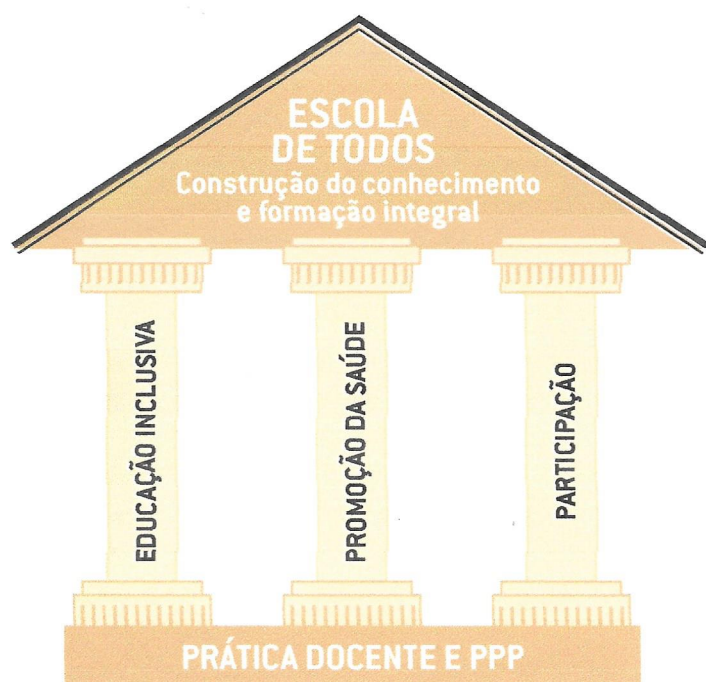 ESCOLA
DE TODOS
Construção do conhecimento
e formação integral
EDUCAÇÃO INCLUSIVA
PROMOÇÃO DA SAÚDE
PARTICIPAÇÃO
PRÁTICA DOCENTE E PPP